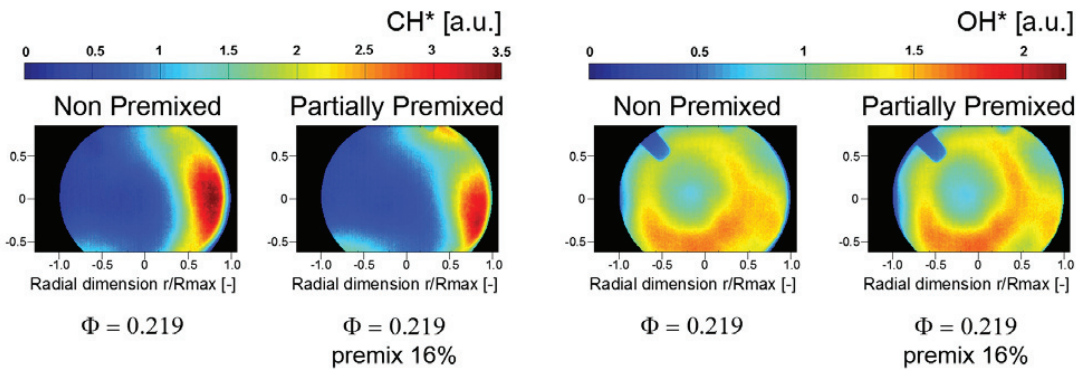 CH* [a.u.]
0 0.5 1 1.5 2 2.5 3 3.5
Non Premixed
Partially Premixed
0.5
0
-0.5
-1.0 -0.5 0 0.5 1.0
Radial dimension r/Rmax [-]
Φ = 0.219
0.5
0
-0.5
-1.0 -0.5 0 0.5 1.0
Radial dimension r/Rmax [-]
Φ = 0.219
premix 16%
OH* [a.u.]
0 0.5 1 1.5 2
Non Premixed
Partially Premixed
0.5
0
-0.5
-1.0 -0.5 0 0.5 1.0
Radial dimension r/Rmax [-]
Φ = 0.219
0.5
0
-0.5
-1.0 -0.5 0 0.5 1.0
Radial dimension r/Rmax [-]
Φ = 0.219
premix 16%